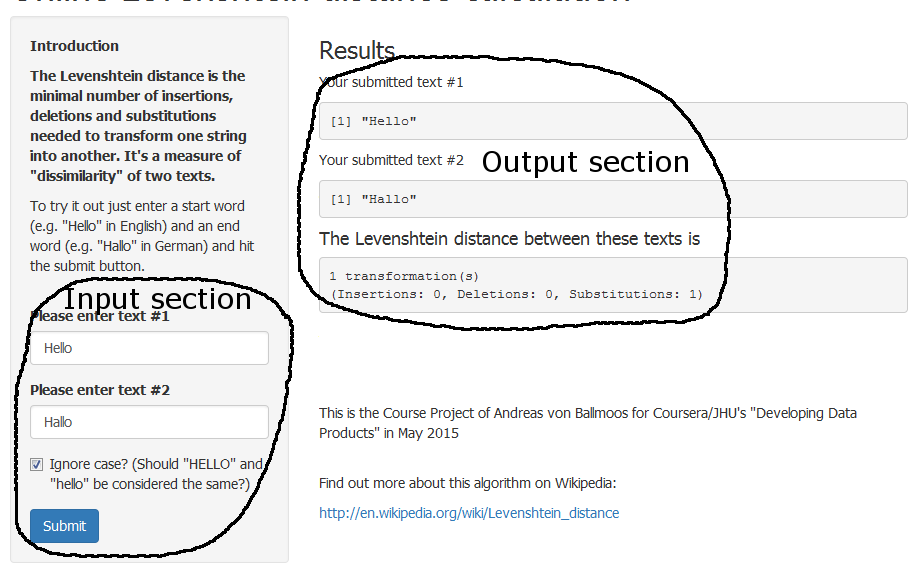 Introduction
The Levenshtein distance is the
minimal number of insertions,
deletions and substitutions
needed to transform one string
into another. It's a measure of
"dissimilarity" of two texts.
To try it out just enter a start word
(e.g. "Hello" in English) and an end
word (e.g. "Hallo" in German) and hit
the submit button.
Input section
Please enter text #1
Hello
Please enter text #2
Hallo
Ignore case? (Should "HELLO" and
"hello" be considered the same?)
Submit
Results
Your submitted text #1
[1] "Hello"
Your submitted text #2
Output section
[1] "Hallo"
The Levenshtein distance between these texts is
1 transformation(s)
(Insertions: 0, Deletions: 0, Substitutions: 1)
This is the Course Project of Andreas von Ballmoos for Coursera/JHU's "Developing Data
Products" in May 2015
Find out more about this algorithm on Wikipedia:
http://en.wikipedia.org/wiki/Levenshtein_distance